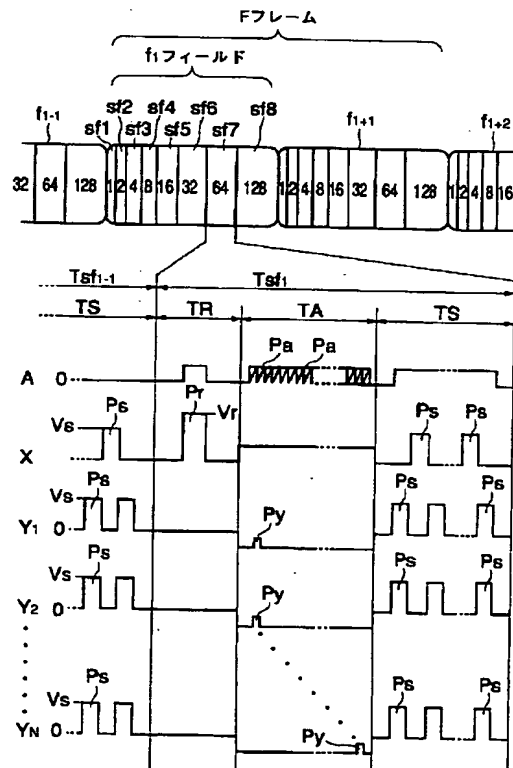 Fフレーム
f₁フィールド
sf2 sf4 sf6 sf8
f₁₋₁ sf1 sf3 sf5 sf7 f₁₊₁ f₁₊₂
32 64 128 1 2 4 8 16 32 64 128 1 2 4 8 16 32 64 128 1 2 4 8 16
Tsf₁₋₁ Tsf₁
TS TR TA TS
A 0 Pa Pa
Vs Ps Pr Vr Ps Ps
X
Vs Ps Ps Ps
Y₁ 0 Py
Vs Ps Ps Ps
Y₂ 0 Py
Vs Ps Ps Ps
YN 0 Py